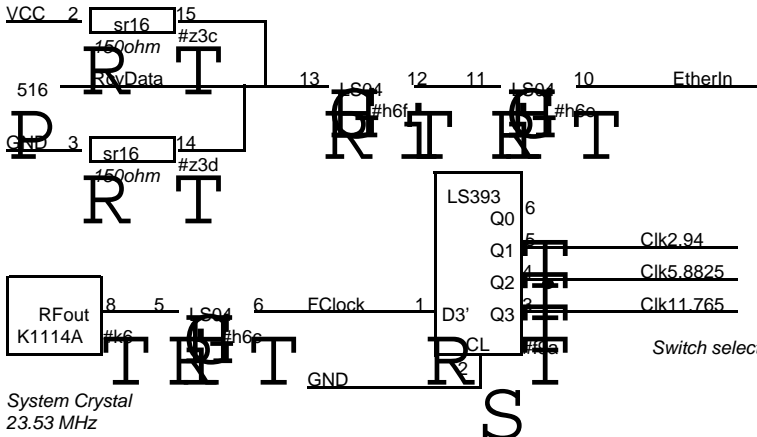 VCC 2 sr16 15
150ohm #z3c
R T
516 RcvData 13 LS04 12 11 LS04 10 EtherIn
#h6f #h6e
P
GND 3 sr16 14
150ohm #z3d
R T
LS393
Q0 6
Q1 5 Clk2.94
Q2 4 Clk5.8825
RFout 8 5 LS04 6 FClock 1 D3' Q3 3 Clk11.765
K1114A #k6 #h6c CL Switch select
T R T R T
GND 2
System Crystal S
23.53 MHz